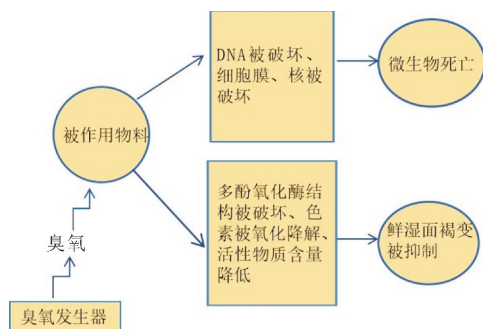 DNA被破坏、
细胞膜、核被
破坏
微生物死亡
被作用物料
多酚氧化酶结
构被破坏、色
素被氧化降解、
活性物质含量
降低
鲜湿面褐变
被抑制
臭氧
臭氧发生器